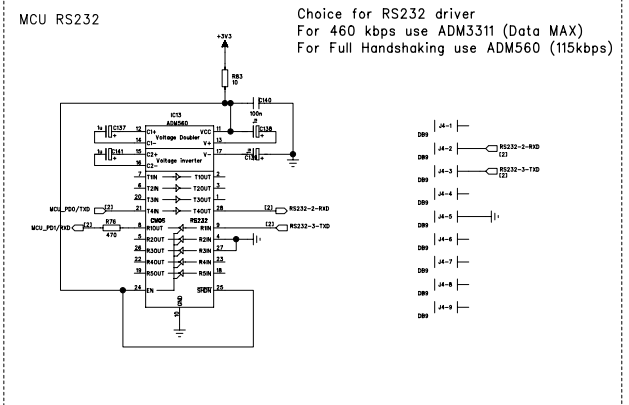 MCU RS232
Choice for RS232 driver
For 460 kbps use ADM3311 (Data MAX)
For Full Handshaking use ADM560 (115kbps)
+3V3
R83
10
C140
100n
IC13
ADM560
1u C137 12 C1+ Voltage Doubler VCC 11 C138
14 C1- V+ 13
1u C141 15 C2+ Voltage Inverter V- 17
16 C2-
7 T1IN T1OUT 2
6 T2IN T2OUT 3
20 T3IN T3OUT 1
MCU_PD0/TXD [2] 21 T4IN T4OUT 28 [2] RS232-2-RXD
CMOS RS232
MCU_PD1/RXD [2] R76 470 8 R1OUT R1IN 9 [2] RS232-3-TXD
5 R2OUT R2IN 4
26 R3OUT R3IN 27
22 R4OUT R4IN 23
19 R5OUT R5IN 18
24 EN SHDN 25
GND
10
J4-1
DB9
J4-2 RS232-2-RXD
DB9 [2]
J4-3 RS232-3-TXD
DB9 [2]
J4-4
DB9
J4-5
DB9
J4-6
DB9
J4-7
DB9
J4-8
DB9
J4-9
DB9